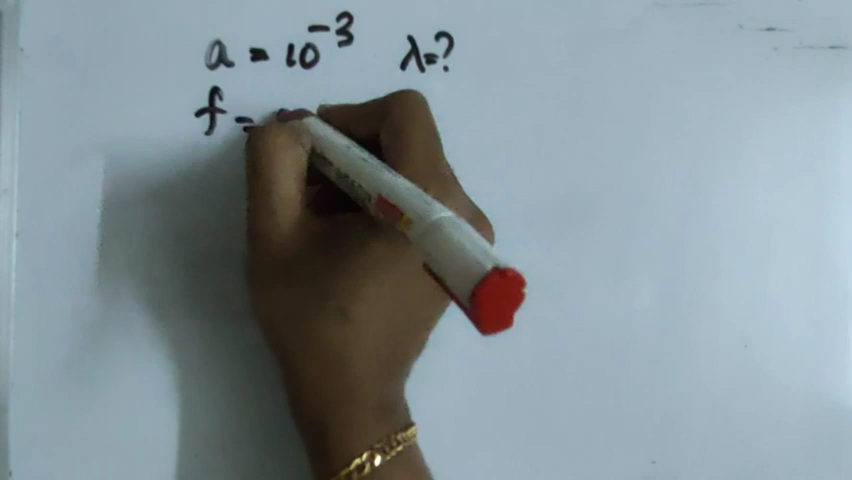 a = 10⁻³ λ=?
f =